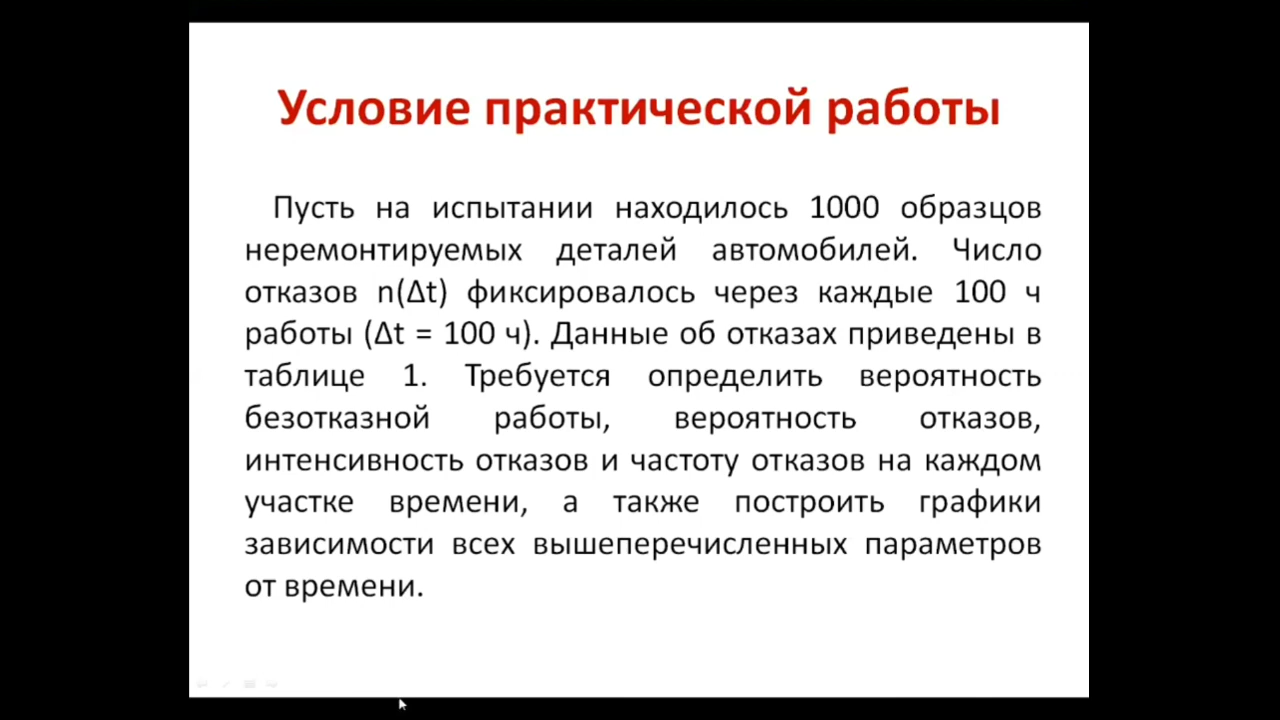 Условие практической работы
Пусть на испытании находилось 1000 образцов
неремонтируемых деталей автомобилей. Число
отказов n(Δt) фиксировалось через каждые 100 ч
работы (Δt = 100 ч). Данные об отказах приведены в
таблице 1. Требуется определить вероятность
безотказной работы, вероятность отказов,
интенсивность отказов и частоту отказов на каждом
участке времени, а также построить графики
зависимости всех вышеперечисленных параметров
от времени.